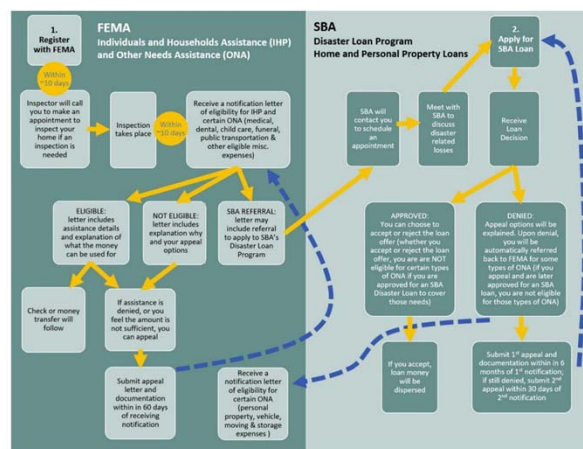 FEMA
Individuals and Households Assistance (IHP)
and Other Needs Assistance (ONA)
1.
Register
with FEMA
Within
~10 days
Inspector will call
you to make an
appointment to
inspect your
home if an
inspection is
needed
Inspection
takes place
Within
~10 days
Receive a notification letter
of eligibility for IHP and
certain ONA (medical,
dental, child care, funeral,
public transportation &
other eligible misc.
expenses)
ELIGIBLE:
letter includes
assistance details
and explanation of
what the money
can be used for
NOT ELIGIBLE:
letter includes
explanation why
and your appeal
options
SBA REFERRAL:
letter may
include referral
to apply to SBA's
Disaster Loan
Program
Check or money
transfer will
follow
If assistance is
denied, or you
feel the amount is
not sufficient, you
can appeal
Submit appeal
letter and
documentation
within in 60 days
of receiving
notification
Receive a
notification letter
of eligibility for
certain ONA
(personal
property, vehicle,
moving & storage
expenses )
SBA
Disaster Loan Program
Home and Personal Property Loans
2.
Apply for
SBA Loan
SBA will
contact you
to schedule
an
appointment
Meet with
SBA to
discuss
disaster
related
losses
Receive
Loan
Decision
APPROVED:
You can choose to
accept or reject the loan
offer (whether you
accept or reject the loan
offer, you are are NOT
eligible for certain types
of ONA if you are
approved for an SBA
Disaster Loan to cover
those needs)
DENIED:
Appeal options will be
explained. Upon denial,
you will be
automatically referred
back to FEMA for some
types of ONA (if you
appeal and are later
approved for an SBA
loan, you are not eligible
for those types of ONA)
If you accept,
loan money
will be
dispersed
Submit 1st appeal and
documentation within in 6
months of 1st notification;
if still denied, submit 2nd
appeal within 30 days of
2nd notification